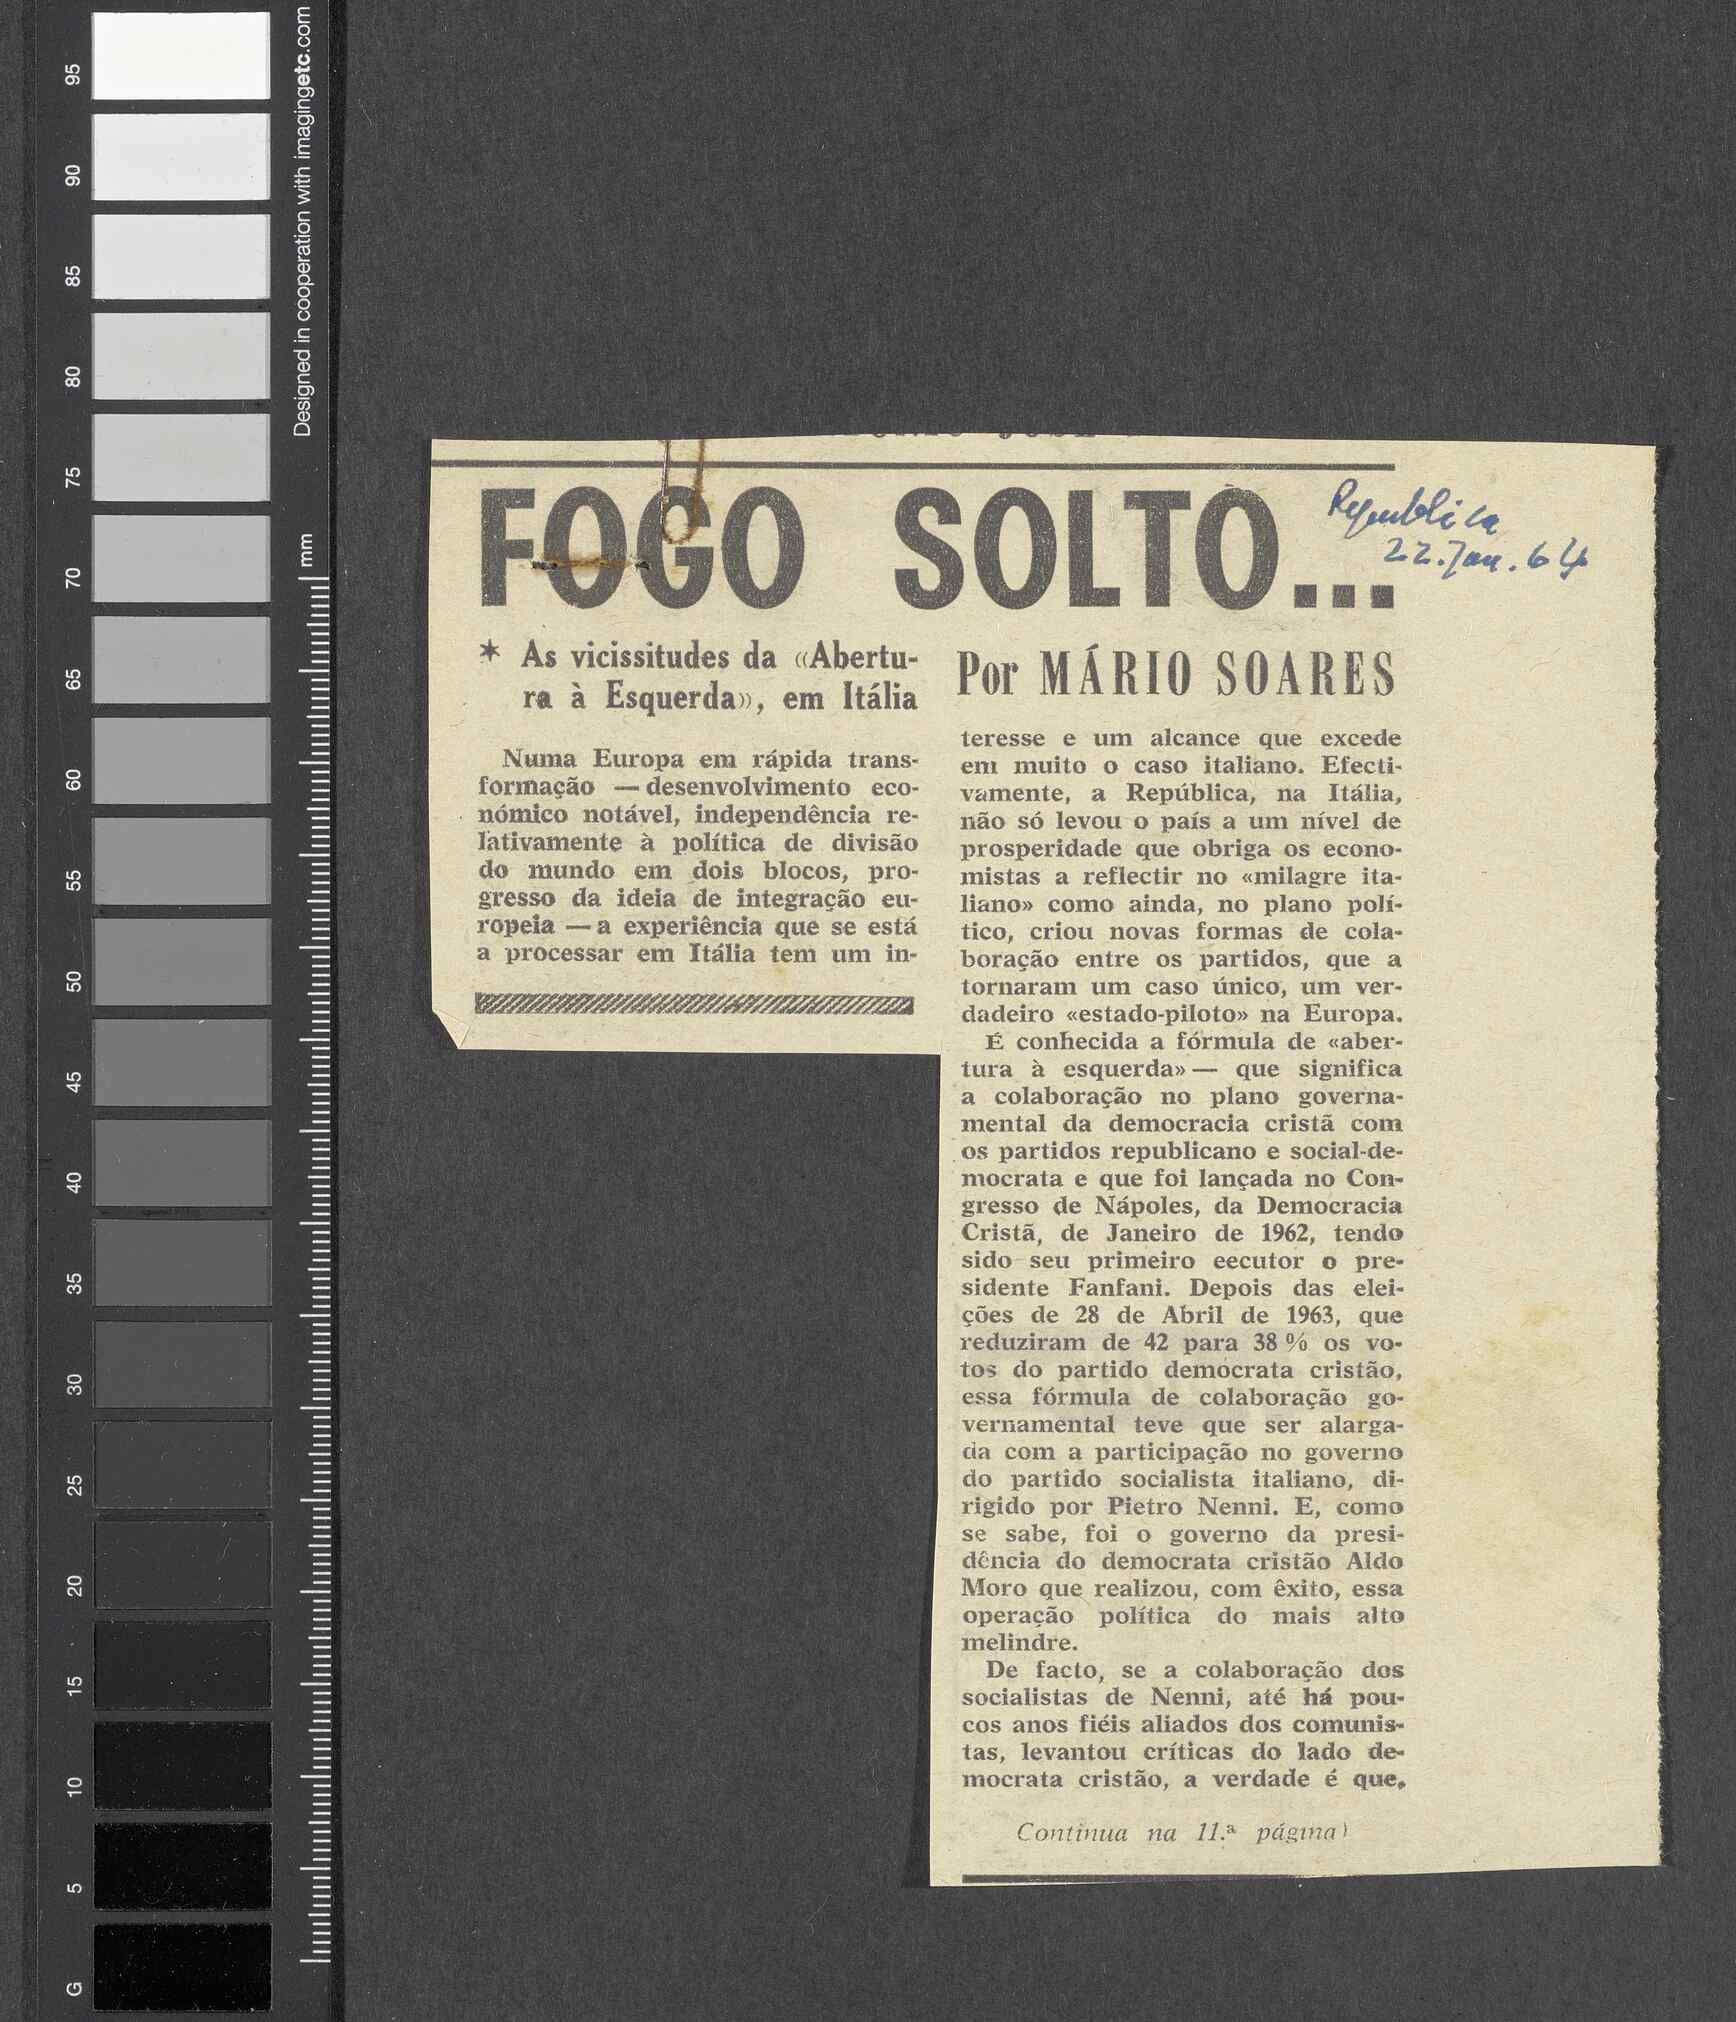 FOGO SOLTO...
Republica
22.Jan.64
* As vicissitudes da «Abertu-
ra à Esquerda», em Itália
Por MÁRIO SOARES
Numa Europa em rápida trans-
formação — desenvolvimento eco-
nómico notável, independência re-
lativamente à política de divisão
do mundo em dois blocos, pro-
gresso da ideia de integração eu-
ropeia — a experiência que se está
a processar em Itália tem um in-
teresse e um alcance que excede
em muito o caso italiano. Efecti-
vamente, a República, na Itália,
não só levou o país a um nível de
prosperidade que obriga os econo-
mistas a reflectir no «milagre ita-
liano» como ainda, no plano polí-
tico, criou novas formas de cola-
boração entre os partidos, que a
tornaram um caso único, um ver-
dadeiro «estado-piloto» na Europa.
É conhecida a fórmula de «aber-
tura à esquerda» — que significa
a colaboração no plano governa-
mental da democracia cristã com
os partidos republicano e social-de-
mocrata e que foi lançada no Con-
gresso de Nápoles, da Democracia
Cristã, de Janeiro de 1962, tendo
sido seu primeiro eecutor o pre-
sidente Fanfani. Depois das elei-
ções de 28 de Abril de 1963, que
reduziram de 42 para 38 % os vo-
tos do partido democrata cristão,
essa fórmula de colaboração go-
vernamental teve que ser alarga-
da com a participação no governo
do partido socialista italiano, di-
rigido por Pietro Nenni. E, como
se sabe, foi o governo da presi-
dência do democrata cristão Aldo
Moro que realizou, com êxito, essa
operação política do mais alto
melindre.
De facto, se a colaboração dos
socialistas de Nenni, até há pou-
cos anos fiéis aliados dos comunis-
tas, levantou críticas do lado de-
mocrata cristão, a verdade é que,
Continua na 11.ª página)
Designed in cooperation with imagingetc.com
mm
95
90
85
80
75
70
65
60
55
50
45
40
35
30
25
20
15
10
5
G